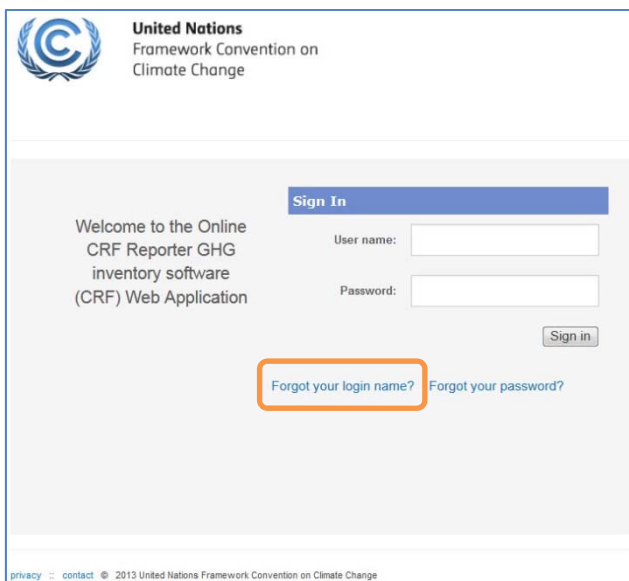 United Nations
Framework Convention on
Climate Change
Sign In
Welcome to the Online
CRF Reporter GHG
inventory software
(CRF) Web Application
User name:
Password:
Sign in
Forgot your login name? Forgot your password?
privacy :: contact © 2013 United Nations Framework Convention on Climate Change